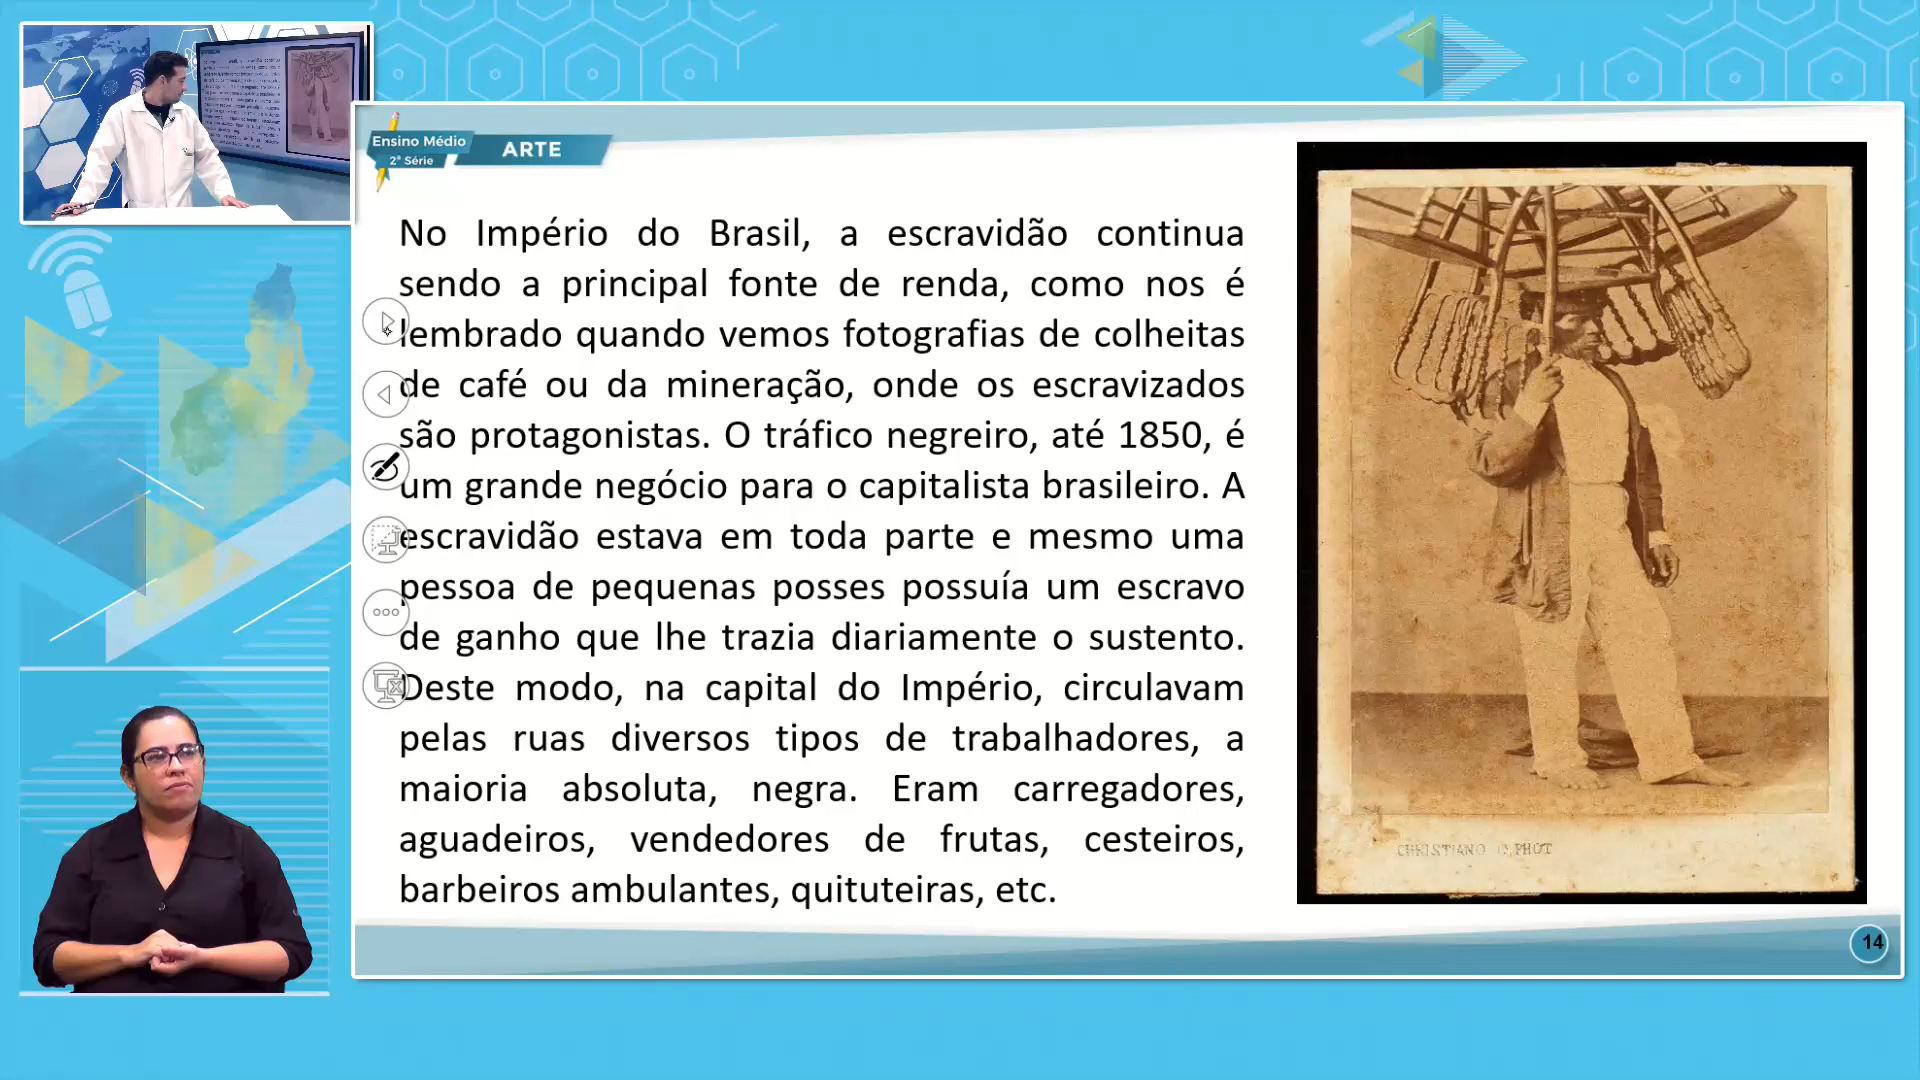 Ensino Médio
2ª Série
ARTE
No Império do Brasil, a escravidão continua
sendo a principal fonte de renda, como nos é
lembrado quando vemos fotografias de colheitas
de café ou da mineração, onde os escravizados
são protagonistas. O tráfico negreiro, até 1850, é
um grande negócio para o capitalista brasileiro. A
escravidão estava em toda parte e mesmo uma
pessoa de pequenas posses possuía um escravo
de ganho que lhe trazia diariamente o sustento.
Deste modo, na capital do Império, circulavam
pelas ruas diversos tipos de trabalhadores, a
maioria absoluta, negra. Eram carregadores,
aguadeiros, vendedores de frutas, cesteiros,
barbeiros ambulantes, quituteiras, etc.
CHRISTIANO Jr PHOT
14